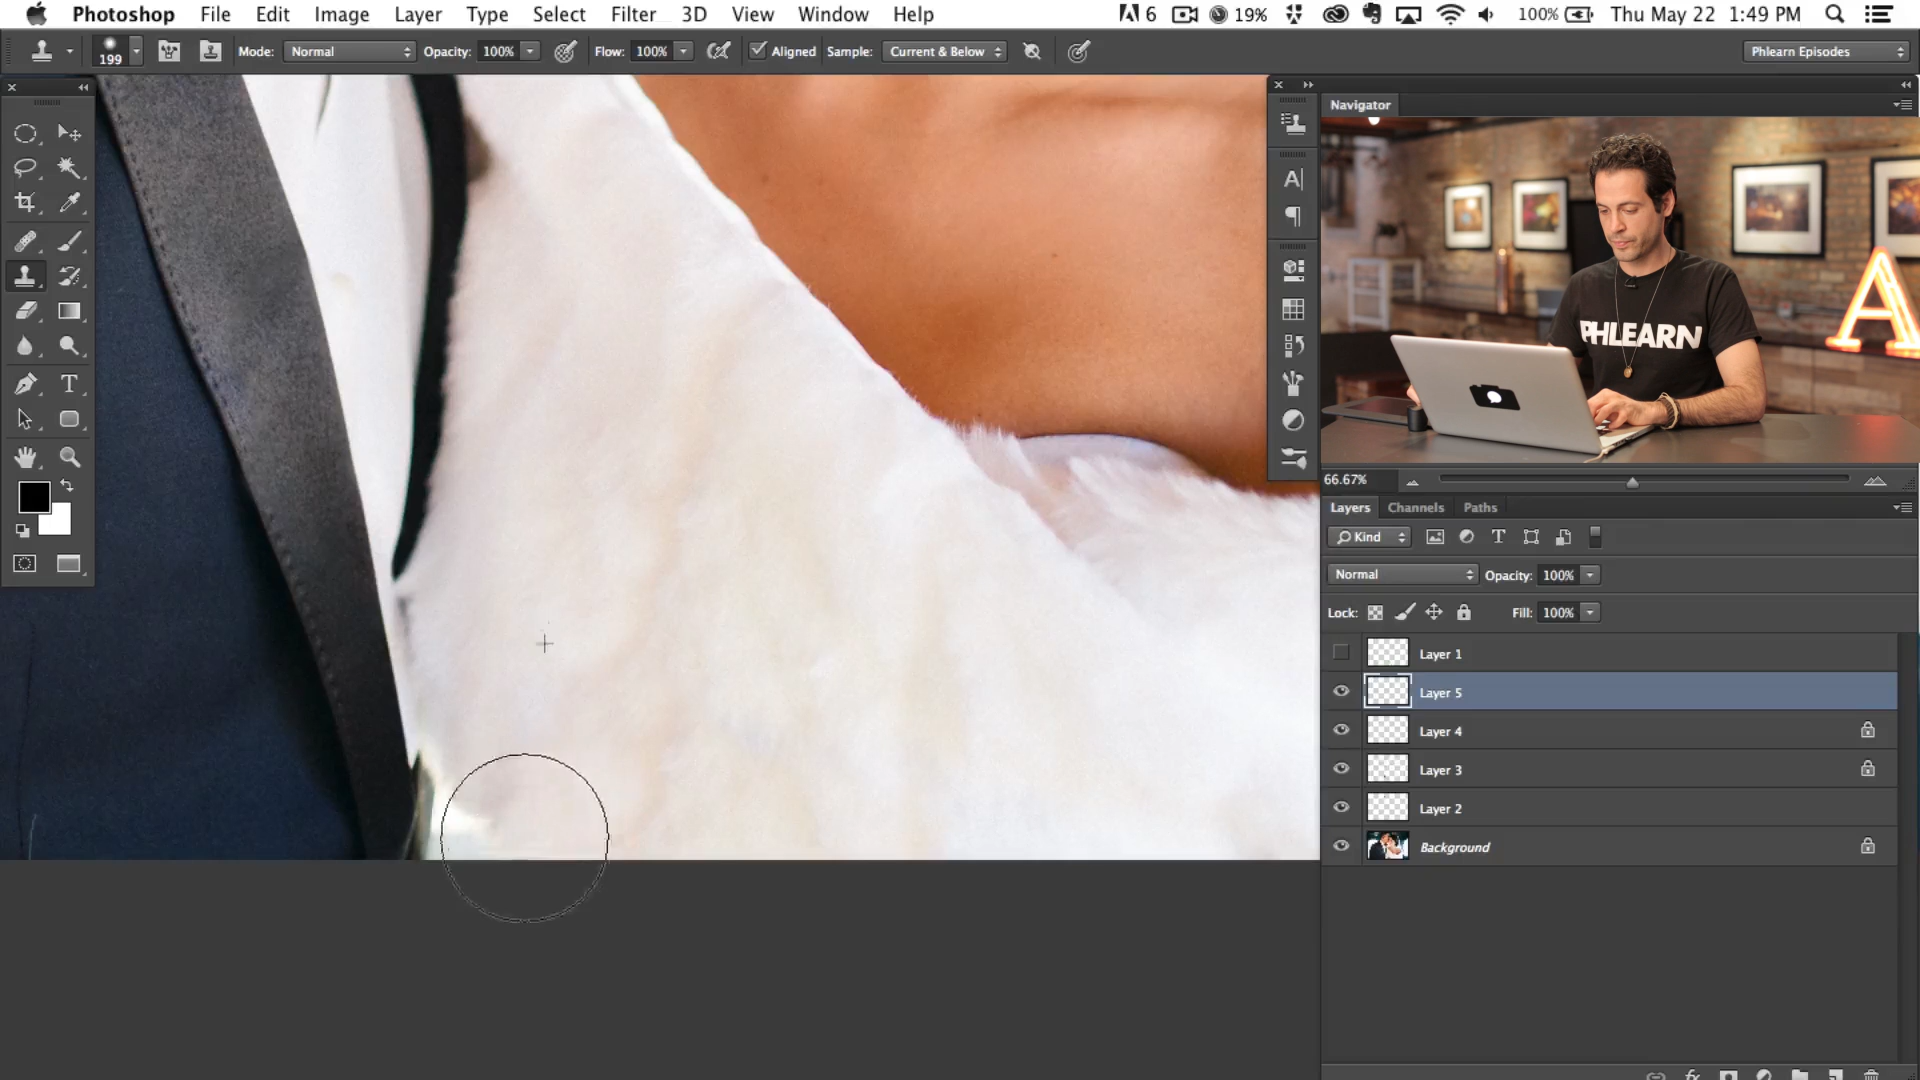 Photoshop File Edit Image Layer Type Select Filter 3D View Window Help 6 19% 100% Thu May 22 1:49 PM
199 Mode: Normal Opacity: 100% Flow: 100% Aligned Sample: Current & Below Phlearn Episodes
Navigator
T
A
¶
PHLEARN
A
66.67%
Layers Channels Paths
Kind T
Normal Opacity: 100%
Lock: Fill: 100%
Layer 1
Layer 5
Layer 4
Layer 3
Layer 2
Background
fx